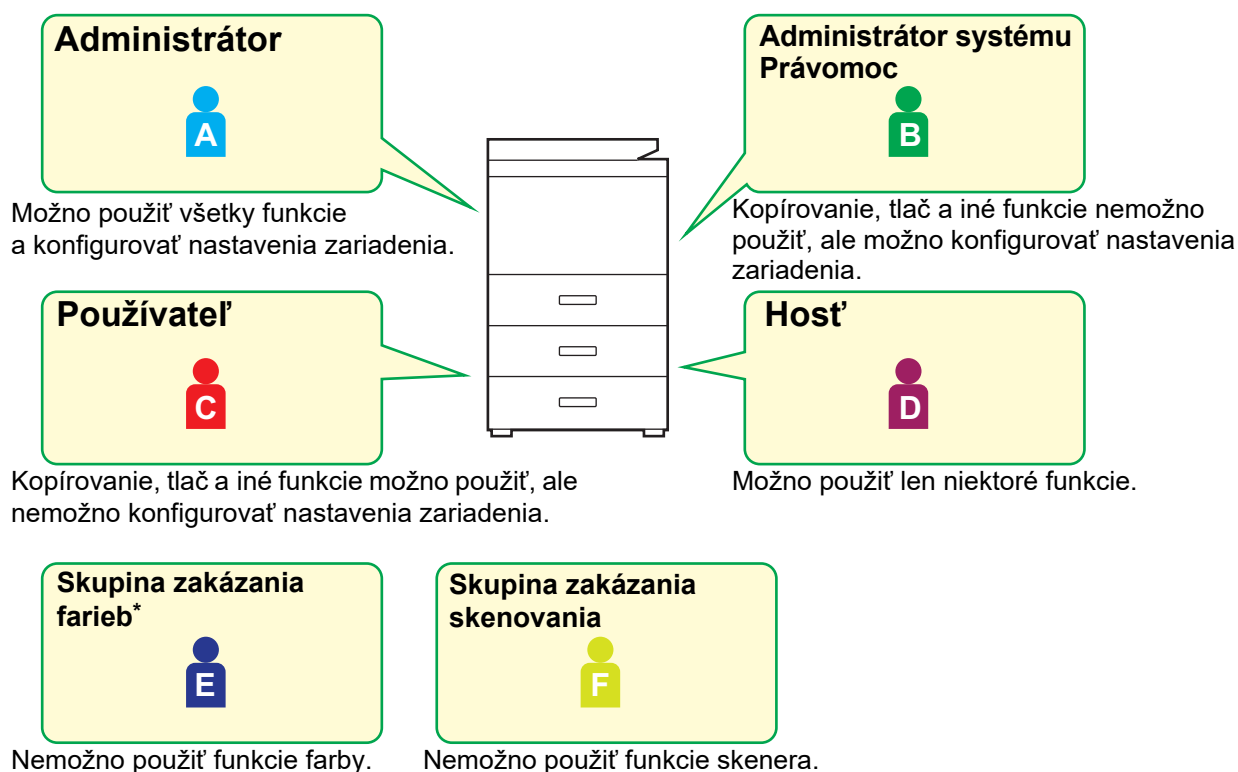 Administrátor
A
Možno použiť všetky funkcie
a konfigurovať nastavenia zariadenia.
Administrátor systému
Právomoc
B
Kopírovanie, tlač a iné funkcie nemožno
použiť, ale možno konfigurovať nastavenia
zariadenia.
Používateľ
C
Kopírovanie, tlač a iné funkcie možno použiť, ale
nemožno konfigurovať nastavenia zariadenia.
Hosť
D
Možno použiť len niektoré funkcie.
Skupina zakázania
farieb*
E
Nemožno použiť funkcie farby.
Skupina zakázania
skenovania
F
Nemožno použiť funkcie skenera.